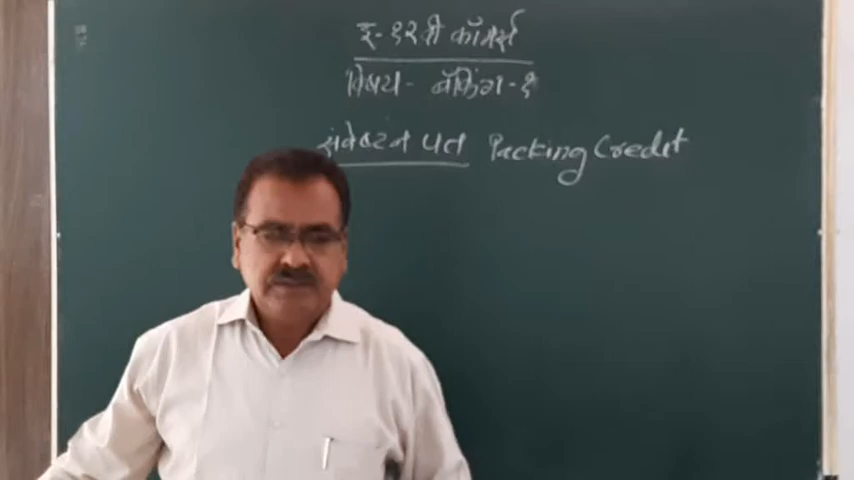 इ- १२वी कॉमर्स
विषय - बँकिंग - १
संवेष्टन पत Packing Credit